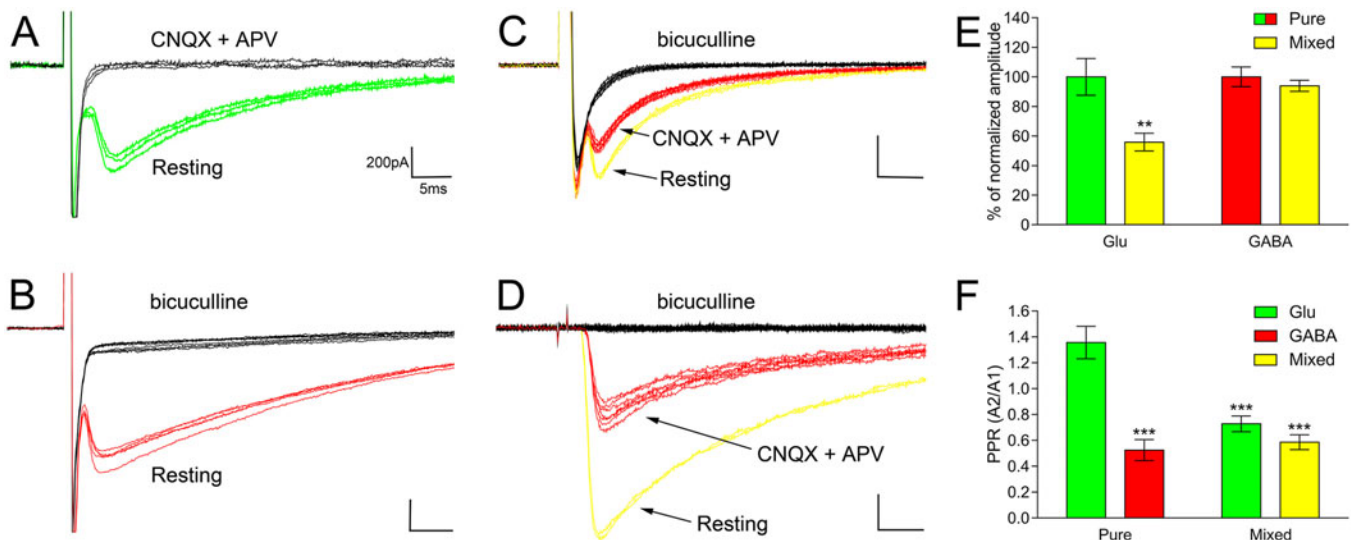 A
CNQX + APV
Resting
200pA
5ms
B
bicuculline
Resting
C
bicuculline
CNQX + APV
Resting
D
bicuculline
CNQX + APV
Resting
E
% of normalized amplitude
140
120
100
80
60
40
20
0
**
Pure
Mixed
Glu
GABA
F
PPR (A2/A1)
1.6
1.4
1.2
1.0
0.8
0.6
0.4
0.2
0.0
***
***
***
Glu
GABA
Mixed
Pure
Mixed